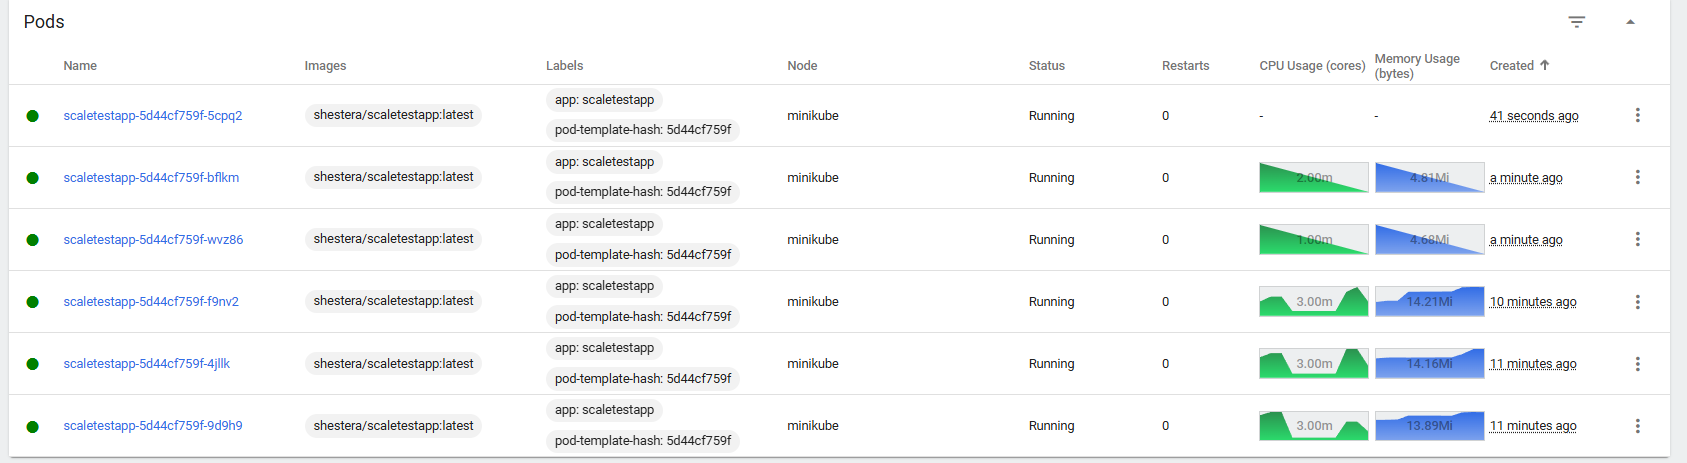 Pods
Name Images Labels Node Status Restarts CPU Usage (cores) Memory Usage (bytes) Created
scaletestapp-5d44cf759f-5cpq2 shestera/scaletestapp:latest app: scaletestapp pod-template-hash: 5d44cf759f minikube Running 0 - - 41 seconds ago
scaletestapp-5d44cf759f-bflkm shestera/scaletestapp:latest app: scaletestapp pod-template-hash: 5d44cf759f minikube Running 0 2.00m 4.81Mi a minute ago
scaletestapp-5d44cf759f-wvz86 shestera/scaletestapp:latest app: scaletestapp pod-template-hash: 5d44cf759f minikube Running 0 1.00m 4.68Mi a minute ago
scaletestapp-5d44cf759f-f9nv2 shestera/scaletestapp:latest app: scaletestapp pod-template-hash: 5d44cf759f minikube Running 0 3.00m 14.21Mi 10 minutes ago
scaletestapp-5d44cf759f-4jllk shestera/scaletestapp:latest app: scaletestapp pod-template-hash: 5d44cf759f minikube Running 0 3.00m 14.16Mi 11 minutes ago
scaletestapp-5d44cf759f-9d9h9 shestera/scaletestapp:latest app: scaletestapp pod-template-hash: 5d44cf759f minikube Running 0 3.00m 13.89Mi 11 minutes ago